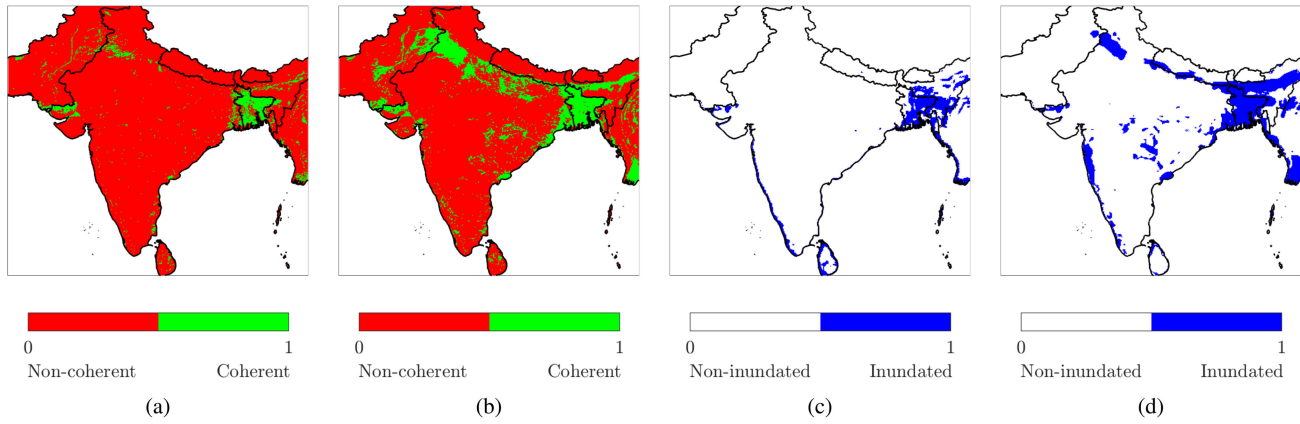 0 1 0 1 0 1 0 1
Non-coherent Coherent Non-coherent Coherent Non-inundated Inundated Non-inundated Inundated
(a) (b) (c) (d)